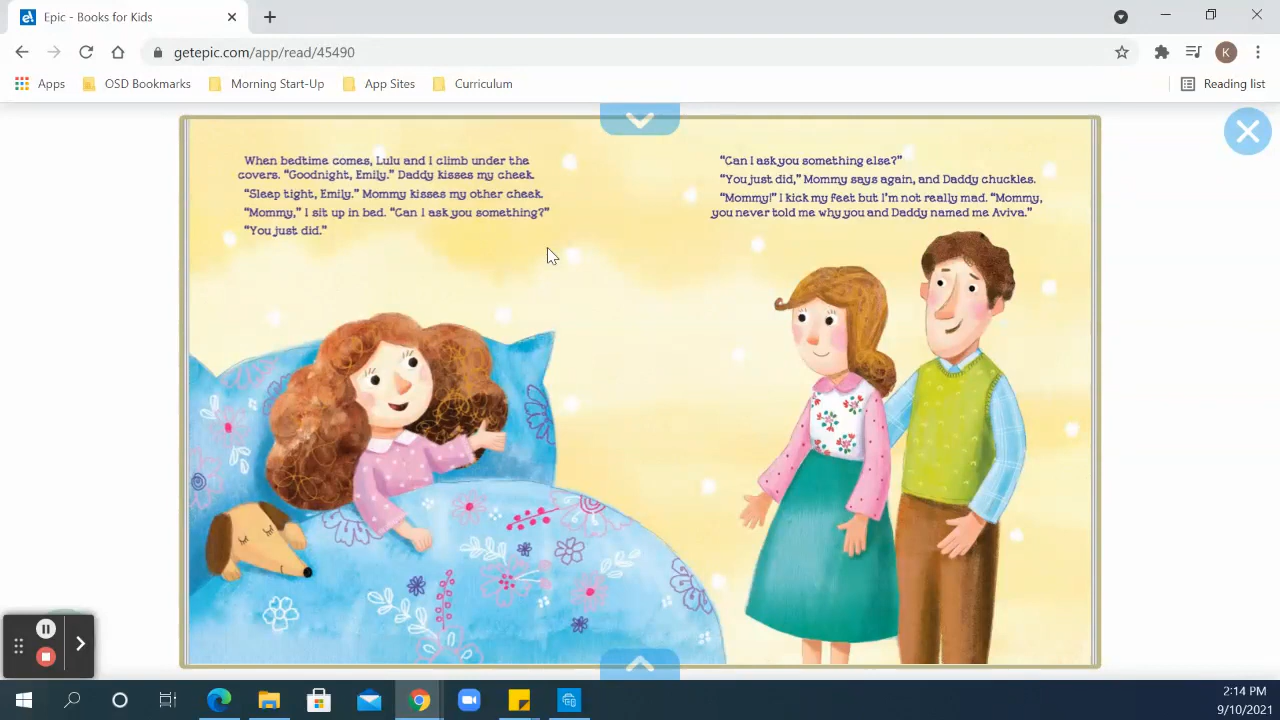 Epic - Books for Kids
getepic.com/app/read/45490
K
Apps
OSD Bookmarks
Morning Start-Up
App Sites
Curriculum
Reading list
When bedtime comes, Lulu and I climb under the
covers. “Goodnight, Emily.” Daddy kisses my cheek.
“Sleep tight, Emily.” Mommy kisses my other cheek.
“Mommy,” I sit up in bed. “Can I ask you something?”
“You just did.”
“Can I ask you something else?”
“You just did,” Mommy says again, and Daddy chuckles.
“Mommy!” I kick my feet but I’m not really mad. “Mommy,
you never told me why you and Daddy named me Aviva.”
2:14 PM
9/10/2021